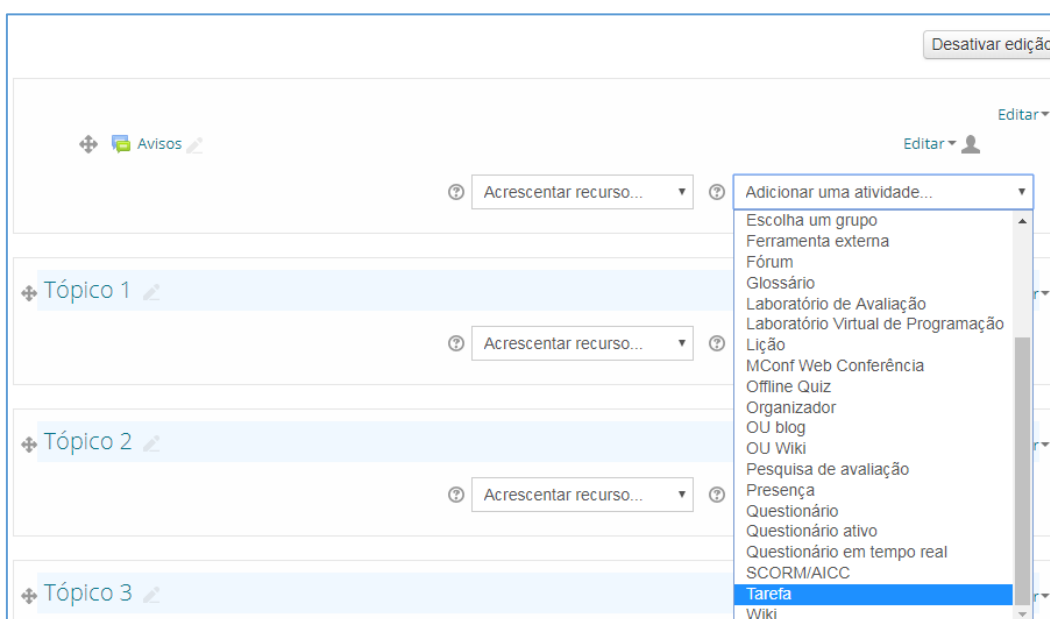 Desativar edição
Editar
Avisos
Editar
Acrescentar recurso...
Adicionar uma atividade...
Escolha um grupo
Ferramenta externa
Fórum
Glossário
Laboratório de Avaliação
Laboratório Virtual de Programação
Lição
MConf Web Conferência
Offline Quiz
Organizador
OU blog
OU Wiki
Pesquisa de avaliação
Presença
Questionário
Questionário ativo
Questionário em tempo real
SCORM/AICC
Tarefa
Wiki
Tópico 1
Acrescentar recurso...
Tópico 2
Acrescentar recurso...
Tópico 3